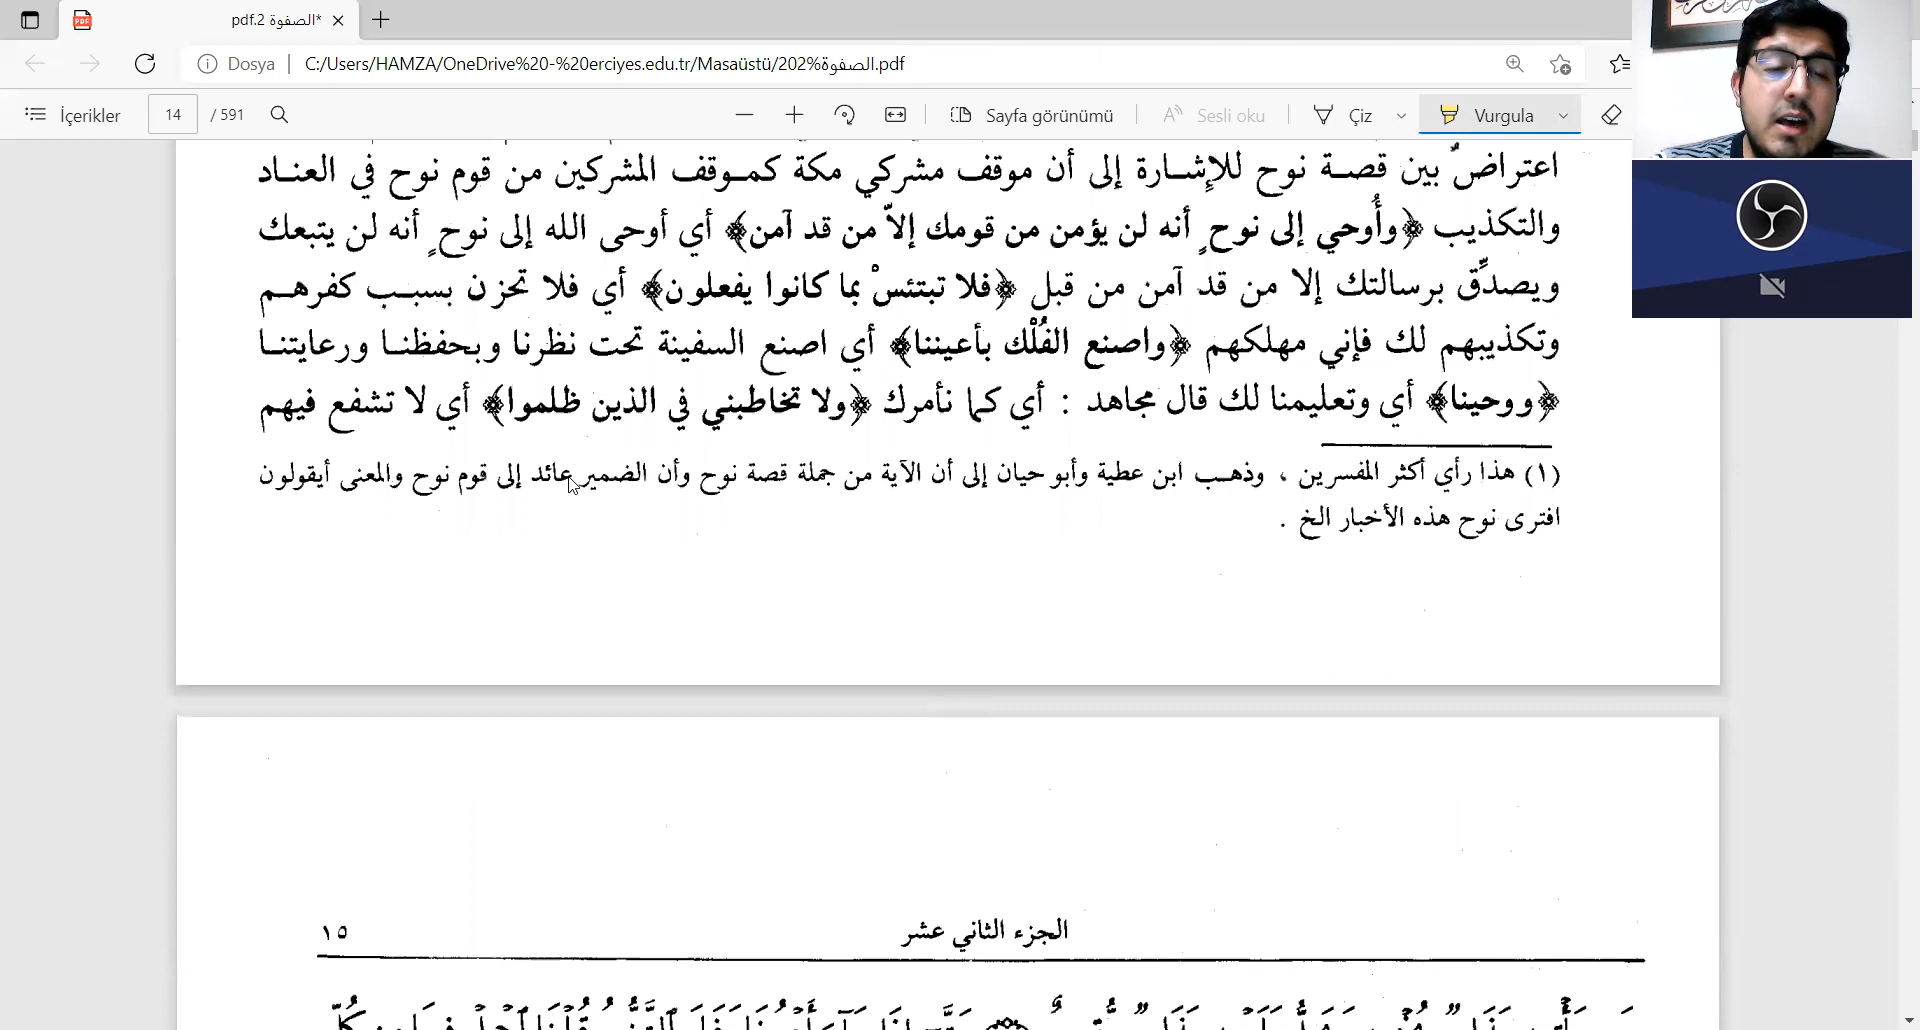 الصفوة 2.pdf*
Dosya
C:/Users/HAMZA/OneDrive%20-%20erciyes.edu.tr/Masaüstü/202%الصفوة.pdf
İçerikler
14
/ 591
Sayfa görünümü
Sesli oku
Çiz
Vurgula
اعتراضٌ بين قصة نوح للإِشارة إلى أن موقف مشركي مكة كموقف المشركين من قوم نوح في العناد
والتكذيب ﴿وأُوحي إلى نوحٍ أنه لن يؤمن من قومك إلاّ من قد آمن﴾ أي أوحى الله إلى نوحٍ أنه لن يتبعك
ويصدِّق برسالتك إلا من قد آمن من قبل ﴿فلا تبتئسْ بما كانوا يفعلون﴾ أي فلا تحزن بسبب كفرهم
وتكذيبهم لك فإني مهلكهم ﴿واصنع الفُلْك بأعيننا﴾ أي اصنع السفينة تحت نظرنا وبحفظنا ورعايتنا
﴿ووحينا﴾ أي وتعليمنا لك قال مجاهد : أي كما نأمرك ﴿ولا تخاطبني في الذين ظلموا﴾ أي لا تشفع فيهم
(١) هذا رأي أكثر المفسرين ، وذهب ابن عطية وأبو حيان إلى أن الآية من جملة قصة نوح وأن الضمير عائد إلى قوم نوح والمعنى أيقولون
افترى نوح هذه الأخبار الخ .
الجزء الثاني عشر
١٥